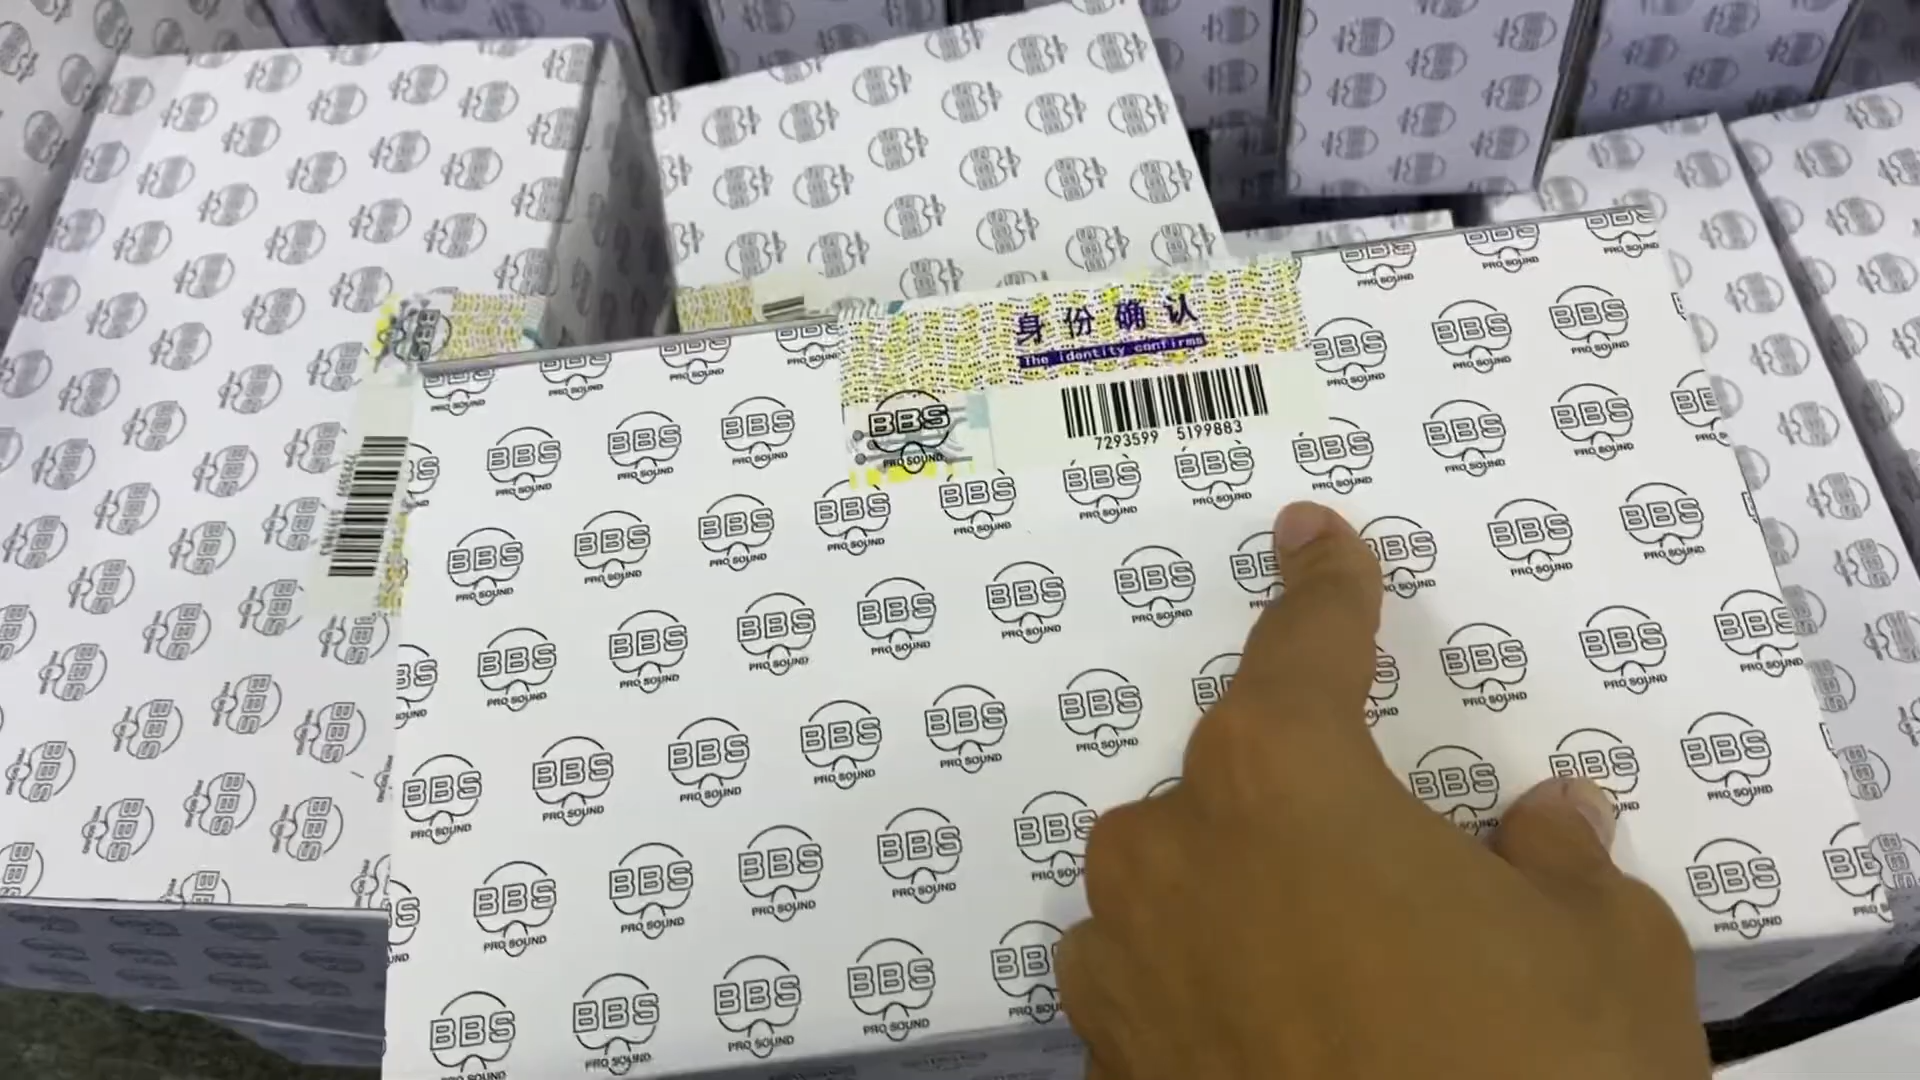 身份确认
The identity confirms
BBS
PRO SOUND
7293599 5199883
BBS
PRO SOUND